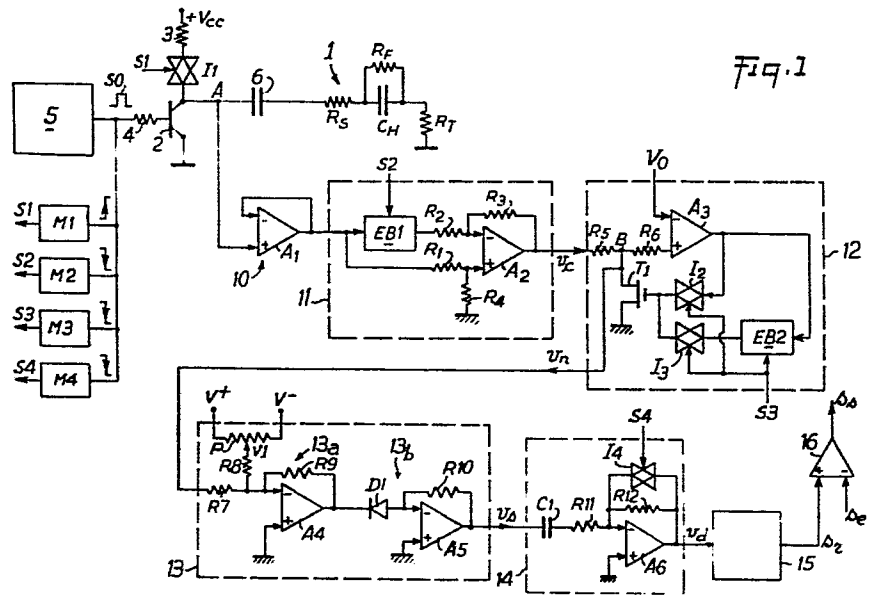 +Vcc
3
S1
I1
1
RF
Fig. 1
5
S0
A
6
RS
CH
RT
4
2
S1
M1
S2
M2
S3
M3
S4
M4
S2
R3
EB1
R2
R1
A1
10
A2
R4
11
vc
V0
A3
R5
B
R6
12
T1
I2
EB2
I3
S3
vn
V+
V-
P
V1
R8
13a
R9
13b
R10
R7
D1
A4
A5
13
vs
S4
I4
C1
R11
R12
A6
14
vd
15
16
ss
+
-
se
sr